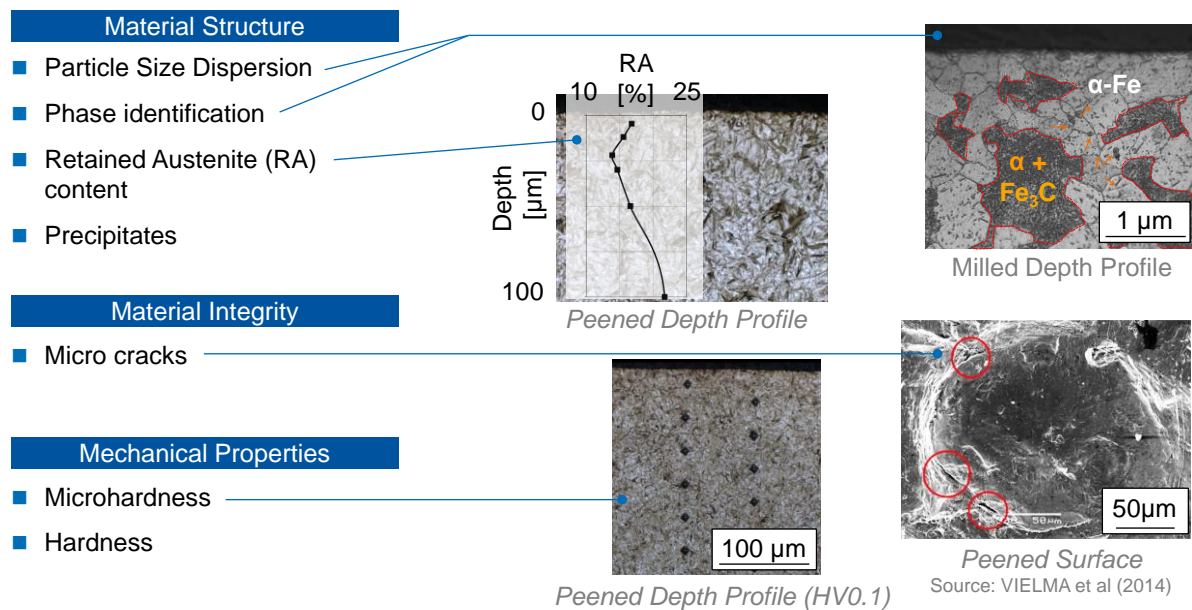 Material Structure
Particle Size Dispersion
Phase identification
Retained Austenite (RA)
content
Precipitates
Material Integrity
Micro cracks
Mechanical Properties
Microhardness
Hardness
RA
10 [%] 25
0
Depth
[µm]
100
Peened Depth Profile
α-Fe
α +
Fe₃C
1 µm
Milled Depth Profile
100 µm
Peened Depth Profile (HV0.1)
50µm
50µm
Peened Surface
Source: VIELMA et al (2014)